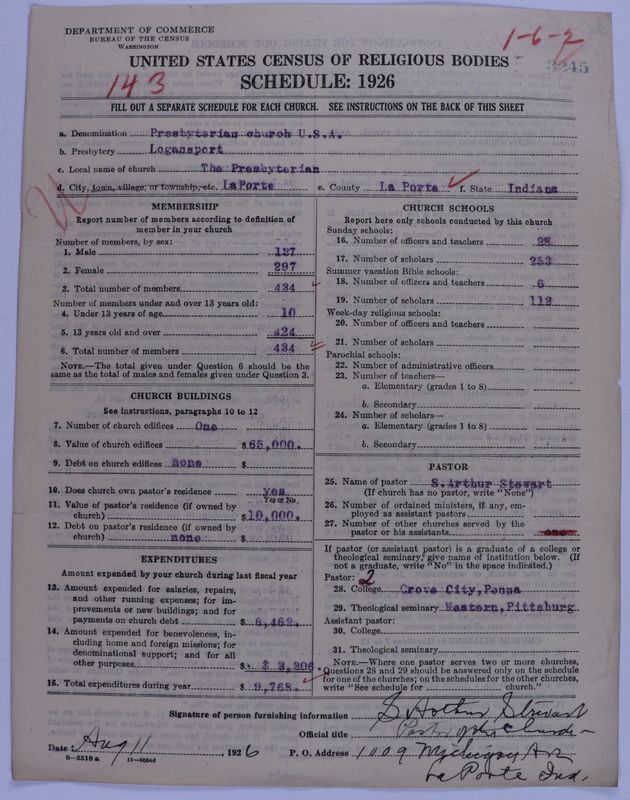 DEPARTMENT OF COMMERCE
BUREAU OF THE CENSUS
WASHINGTON
1-6-2
3245
UNITED STATES CENSUS OF RELIGIOUS BODIES
143
SCHEDULE: 1926
FILL OUT A SEPARATE SCHEDULE FOR EACH CHURCH. SEE INSTRUCTIONS ON THE BACK OF THIS SHEET
a. Denomination Presbyterian church U.S.A.
b. Presbytery Logansport
c. Local name of church The Presbyterian
d. City, town, village, or township, etc. LaPorte e. County La Porte f. State Indiana
MEMBERSHIP
Report number of members according to definition of
member in your church
Number of members, by sex:
1. Male 137
2. Female 297
3. Total number of members 434
Number of members under and over 13 years old:
4. Under 13 years of age 10
5. 13 years old and over 424
6. Total number of members 434
NOTE.—The total given under Question 6 should be
the same as the total of males and females given under Question 3.
CHURCH BUILDINGS
See instructions, paragraphs 10 to 12
7. Number of church edifices One
8. Value of church edifices $65,000.
9. Debt on church edifices none $
10. Does church own pastor's residence yes
Yes or No.
11. Value of pastor's residence (if owned by
church) $10,000.
12. Debt on pastor's residence (if owned by
church) none $
EXPENDITURES
Amount expended by your church during last fiscal year
13. Amount expended for salaries, repairs,
and other running expenses; for im-
provements or new buildings; and for
payments on church debt $ 6,462.
14. Amount expended for benevolences, in-
cluding home and foreign missions; for
denominational support; and for all
other purposes $ $ 3,306.
15. Total expenditures during year $ 9,768.
CHURCH SCHOOLS
Report here only schools conducted by this church
Sunday schools:
16. Number of officers and teachers 28
17. Number of scholars 253
Summer vacation Bible schools:
18. Number of officers and teachers 6
19. Number of scholars 112
Week-day religious schools:
20. Number of officers and teachers
21. Number of scholars
Parochial schools:
22. Number of administrative officers
23. Number of teachers—
a. Elementary (grades 1 to 8)
b. Secondary
24. Number of scholars—
a. Elementary (grades 1 to 8)
b. Secondary
PASTOR
25. Name of pastor S. Arthur Stewart
(If church has no pastor, write "None")
26. Number of ordained ministers, if any, em-
ployed as assistant pastors
27. Number of other churches served by the
pastor or his assistants
If pastor (or assistant pastor) is a graduate of a college or
theological seminary, give name of institution below. (If
not a graduate, write "No" in the space indicated.)
Pastor: 2
28. College Grove City, Penna
29. Theological seminary Western, Pittsburg
Assistant pastor:
30. College
31. Theological seminary
NOTE.—Where one pastor serves two or more churches,
Questions 28 and 29 should be answered only on the schedule
for one of the churches; on the schedules for the other churches,
write "See schedule for church."
Signature of person furnishing information S. Arthur Stewart
Official title Pastor of the Church
Date Aug 11, 1926 P. O. Address 1009 Michigan Ave
La Porte Ind.
8—5518a